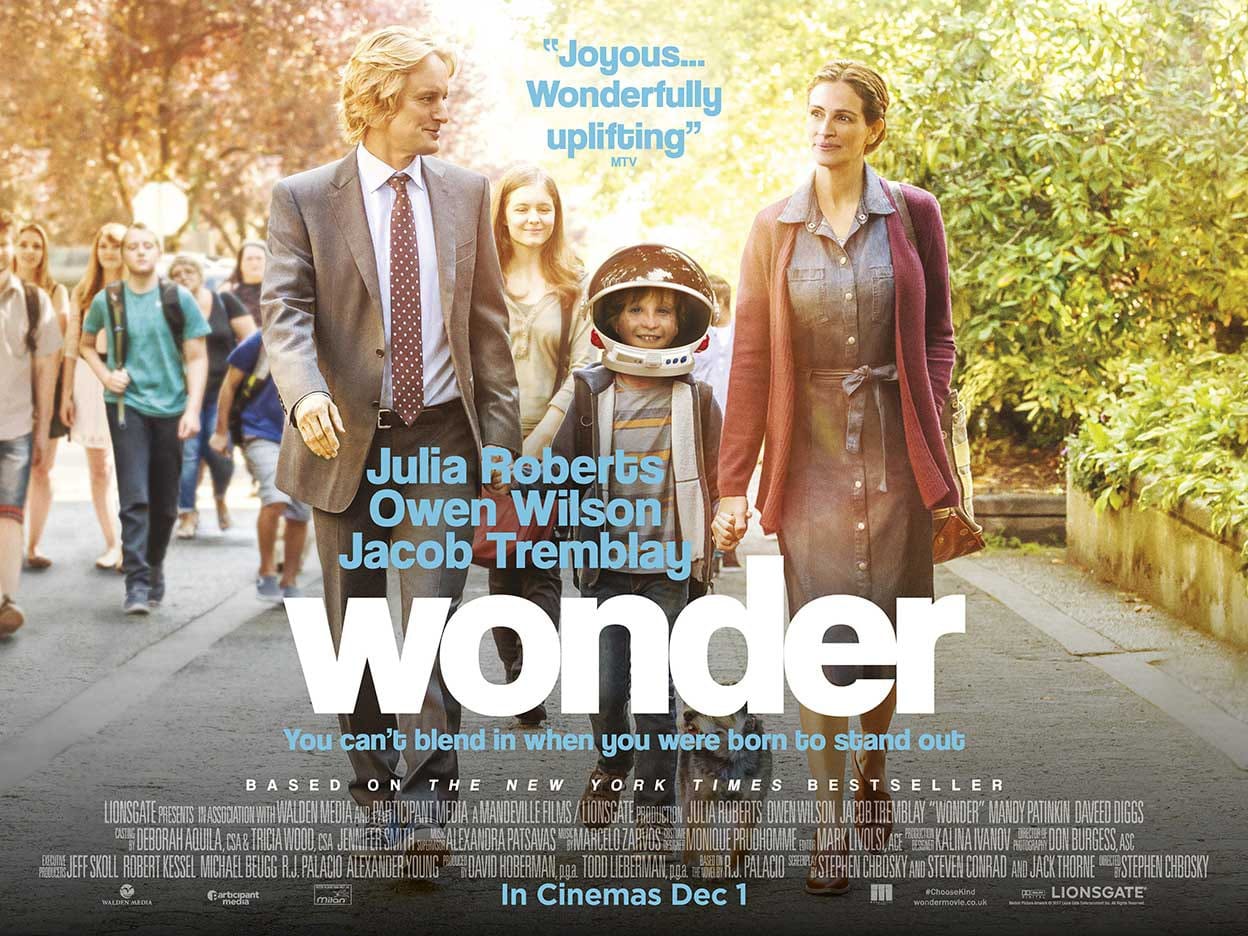 “Joyous...
Wonderfully
uplifting”
MTV
Julia Roberts
Owen Wilson
Jacob Tremblay
wonder
You can't blend in when you were born to stand out
BASED ON THE NEW YORK TIMES BESTSELLER
LIONSGATE PRESENTS IN ASSOCIATION WITH WALDEN MEDIA AND PARTICIPANT MEDIA A MANDEVILLE FILMS / LIONSGATE PRODUCTION JULIA ROBERTS OWEN WILSON JACOB TREMBLAY "WONDER" MANDY PATINKIN DAVEED DIGGS
CASTING BY DEBORAH AQUILA, CSA & TRICIA WOOD, CSA JENNIFER SMITH MUSIC SUPERVISOR ALEXANDRA PATSAVAS MUSIC BY MARCELO ZARVOS COSTUME DESIGNER MONIQUE PRUDHOMME EDITED BY MARK LIVOLSI, ACE PRODUCTION DESIGNER KALINA IVANOV DIRECTOR OF PHOTOGRAPHY DON BURGESS, ASC
EXECUTIVE PRODUCERS JEFF SKOLL ROBERT KESSEL MICHAEL BEUGG R.J. PALACIO ALEXANDER YOUNG PRODUCED BY DAVID HOBERMAN, p.g.a. TODD LIEBERMAN, p.g.a. BASED ON THE NOVEL BY R.J. PALACIO SCREENPLAY BY STEPHEN CHBOSKY AND STEVEN CONRAD AND JACK THORNE DIRECTED BY STEPHEN CHBOSKY
In Cinemas Dec 1
WALDEN MEDIA
Participant
media
milan
#ChooseKind
wondermovie.co.uk
DOLBY
LIONSGATE